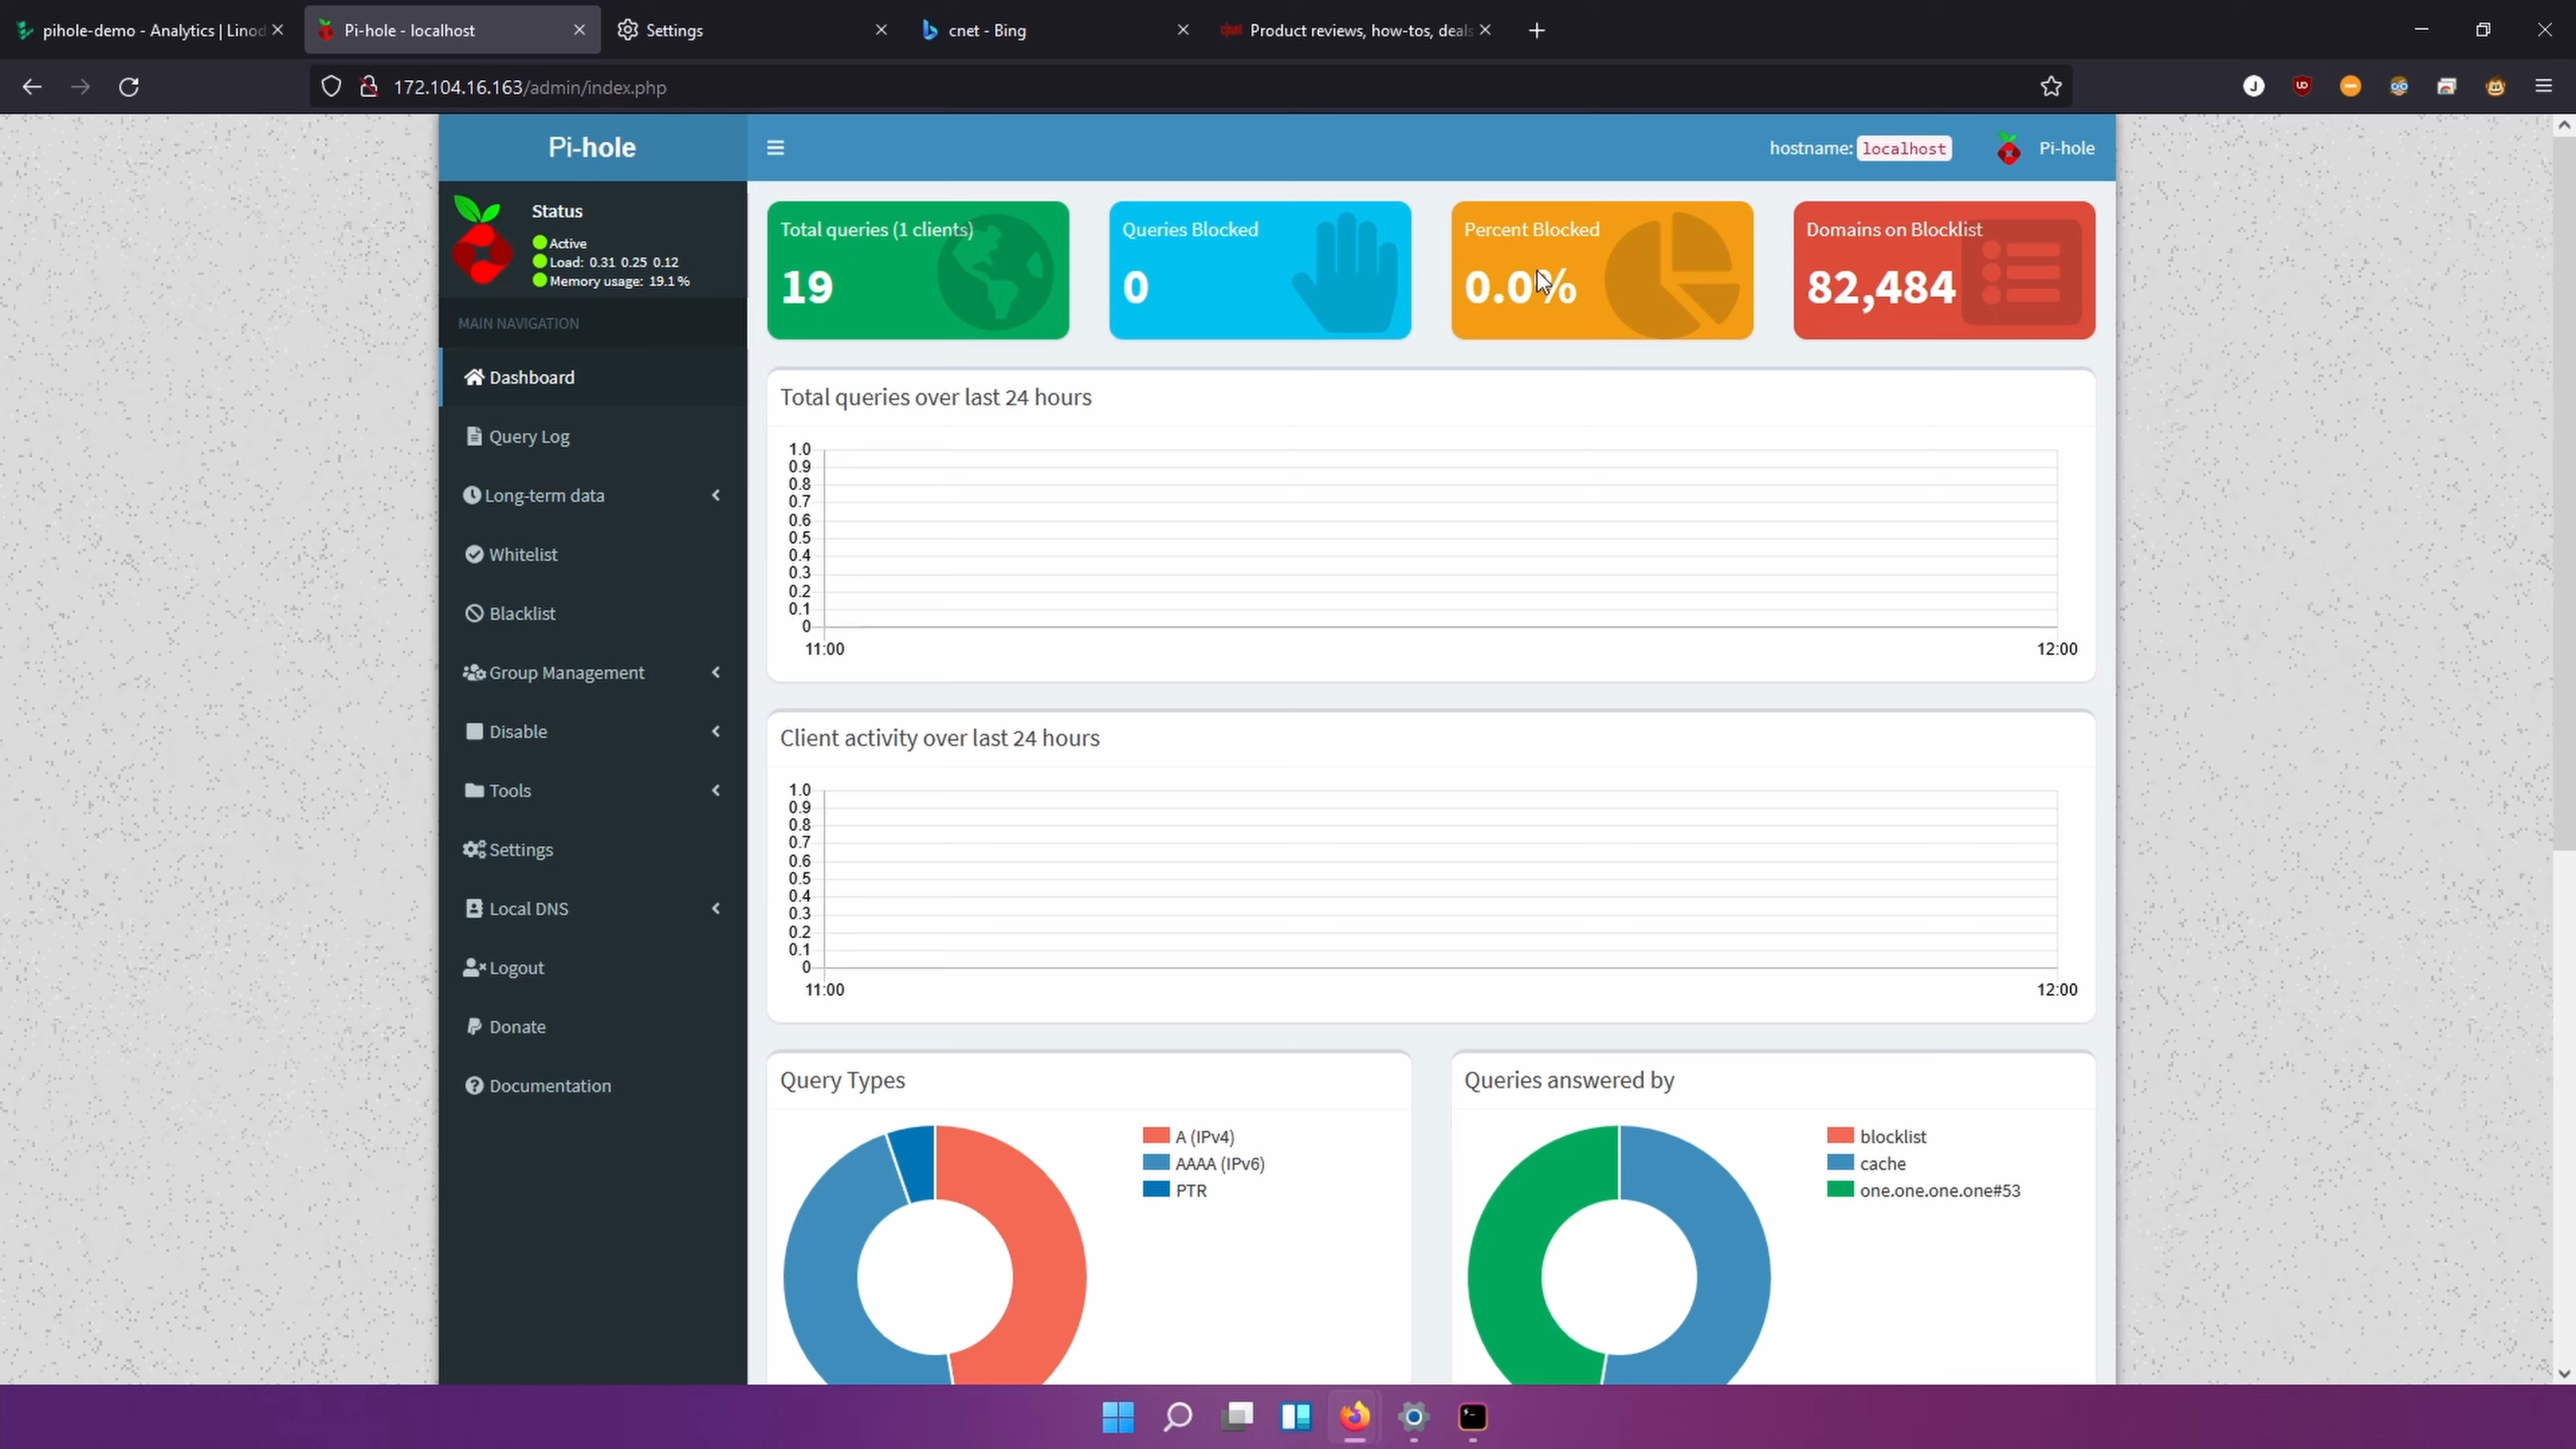 pihole-demo - Analytics | Linod
Pi-hole - localhost
Settings
cnet - Bing
Product reviews, how-tos, deals
172.104.16.163/admin/index.php
Pi-hole
hostname: localhost
Pi-hole
Status
Active
Load: 0.31 0.25 0.12
Memory usage: 19.1 %
MAIN NAVIGATION
Dashboard
Query Log
Long-term data
Whitelist
Blacklist
Group Management
Disable
Tools
Settings
Local DNS
Logout
Donate
Documentation
Total queries (1 clients)
19
Queries Blocked
0
Percent Blocked
0.0%
Domains on Blocklist
82,484
Total queries over last 24 hours
1.0
0.9
0.8
0.7
0.6
0.5
0.4
0.3
0.2
0.1
0
11:00
12:00
Client activity over last 24 hours
1.0
0.9
0.8
0.7
0.6
0.5
0.4
0.3
0.2
0.1
0
11:00
12:00
Query Types
A (IPv4)
AAAA (IPv6)
PTR
Queries answered by
blocklist
cache
one.one.one.one#53